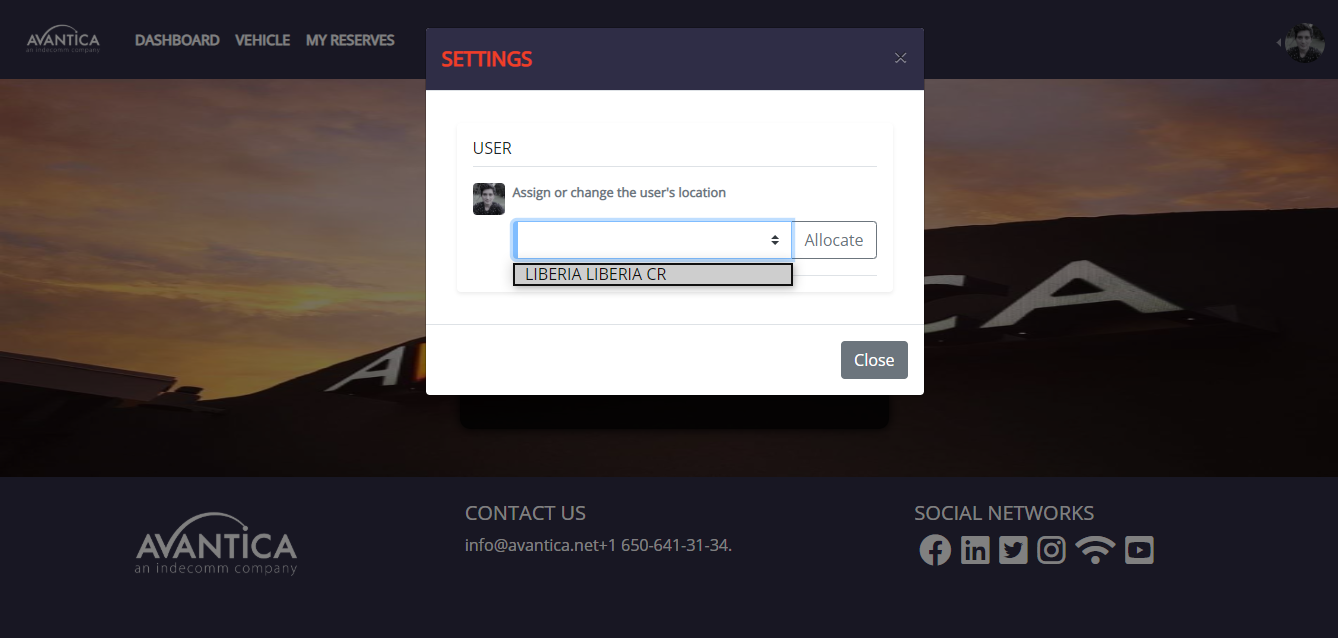 AVANTICA
an indecomm company
DASHBOARD VEHICLE MY RESERVES
SETTINGS
USER
Assign or change the user's location
Allocate
LIBERIA LIBERIA CR
Close
AVANTICA
an indecomm company
CONTACT US
info@avantica.net+1 650-641-31-34.
SOCIAL NETWORKS